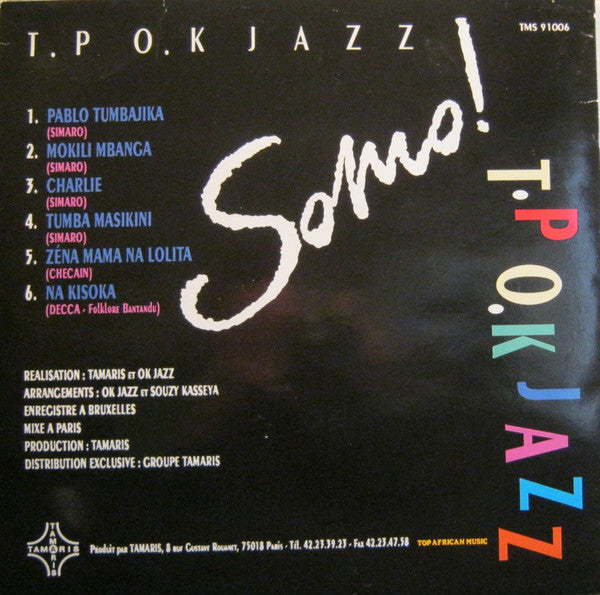 T.P O.K JAZZ
TMS 91006
Somo!
1. PABLO TUMBAJIKA
(SIMARO)
2. MOKILI MBANGA
(SIMARO)
3. CHARLIE
(SIMARO)
4. TUMBA MASIKINI
(SIMARO)
5. ZÉNA MAMA NA LOLITA
(CHECAIN)
6. NA KISOKA
(DECCA - Folklore Bantandu)
T.P O.K JAZZ
REALISATION : TAMARIS ET OK JAZZ
ARRANGEMENTS : OK JAZZ ET SOUZY KASSEYA
ENREGISTRE A BRUXELLES
MIXE A PARIS
PRODUCTION : TAMARIS
DISTRIBUTION EXCLUSIVE : GROUPE TAMARIS
TAMARIS
TAMARIS
Produit par TAMARIS, 8 rue Gustave Rouanet, 75018 Paris - Tél. 42.23.39.23 - Fax 42.23.47.58
TOP AFRICAN MUSIC